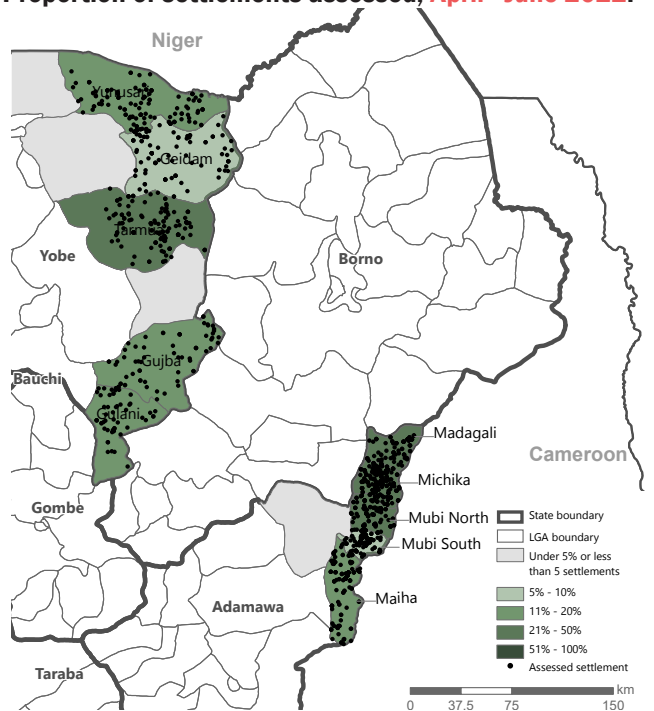 Proportion of settlements assessed, April - June 2022.
Niger
Yunusari
Geidam
Tarmua
Yobe
Borno
Gujba
Bauchi
Gulani
Madagali
Cameroon
Michika
Gombe
Mubi North
Mubi South
Maiha
Adamawa
Taraba
State boundary
LGA boundary
Under 5% or less
than 5 settlements
5% - 10%
11% - 20%
21% - 50%
51% - 100%
Assessed settlement
km
0 37.5 75 150